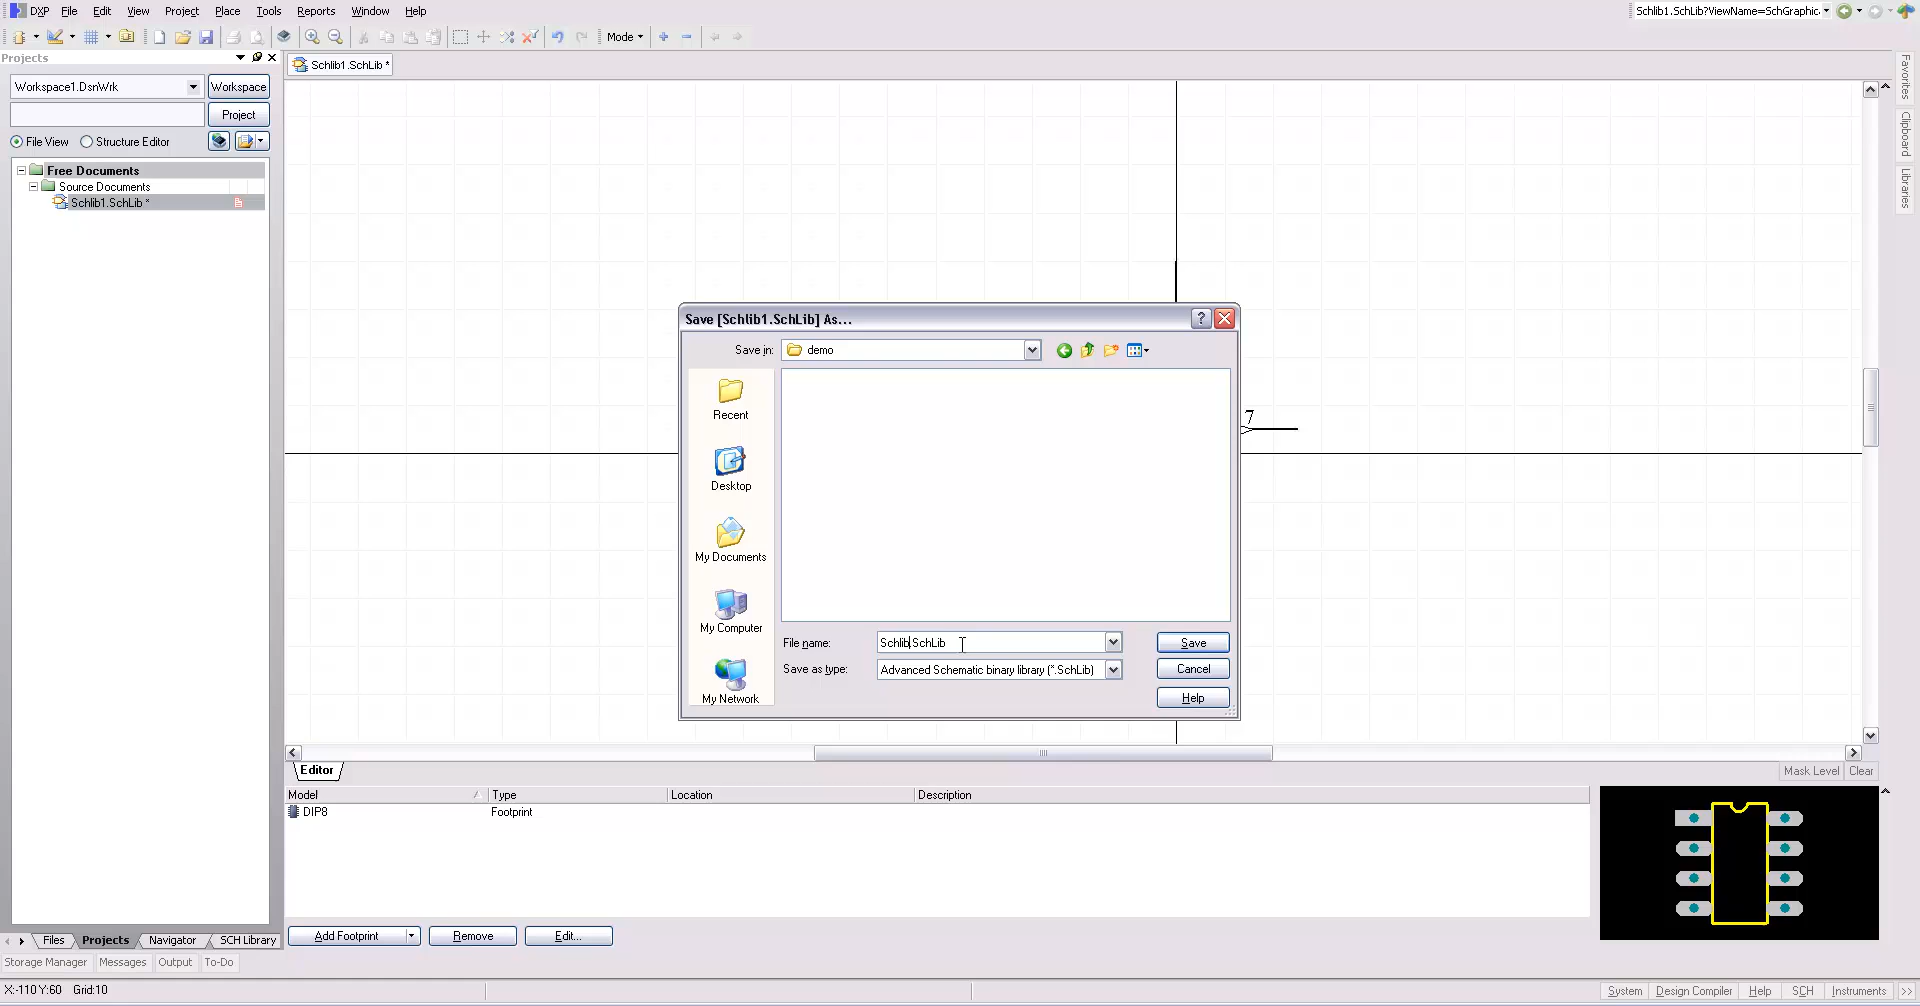 DXP File Edit View Project Place Tools Reports Window Help
Schlib1.SchLib?ViewName=SchGraphic.
Mode
Projects
Schlib1.SchLib *
Workspace1.DsnWrk
Workspace
Project
File View Structure Editor
Free Documents
Source Documents
Schlib1.SchLib *
Favorites
Clipboard
Libraries
7
Save [Schlib1.SchLib] As...
?
Save in: demo
Recent
Desktop
My Documents
My Computer
My Network
File name: Schlib.SchLib Save
Save as type: Advanced Schematic binary library (*.SchLib) Cancel
Help
Editor
Mask Level Clear
Model Type Location Description
DIP8 Footprint
Add Footprint Remove Edit...
Files Projects Navigator SCH Library
Storage Manager Messages Output To-Do
X:-110 Y:60 Grid:10
System Design Compiler Help SCH Instruments >>